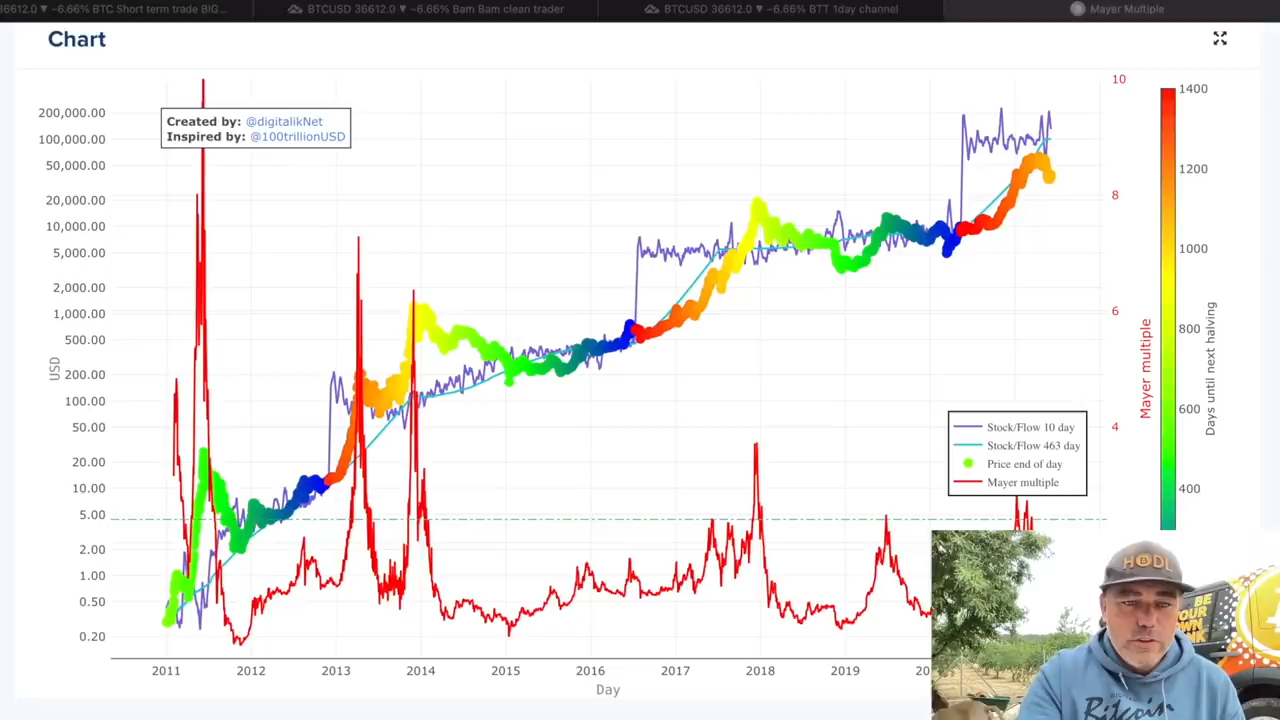 36612.0 ▼ −6.66% BTC Short term trade BIG...
BTCUSD 36612.0 ▼ −6.66% Bam Bam clean trader
BTCUSD 36612.0 ▼ −6.66% BTT 1day channel
Mayer Multiple
Chart
Created by: @digitalikNet
Inspired by: @100trillionUSD
200,000.00
100,000.00
50,000.00
20,000.00
10,000.00
5,000.00
2,000.00
1,000.00
500.00
200.00
100.00
50.00
20.00
10.00
5.00
2.00
1.00
0.50
0.20
USD
2011
2012
2013
2014
2015
2016
2017
2018
2019
Day
10
8
6
4
Mayer multiple
1400
1200
1000
800
600
400
Days until next halving
Stock/Flow 10 day
Stock/Flow 463 day
Price end of day
Mayer multiple
HODL
BE
YOUR
OWN
Bitcoin